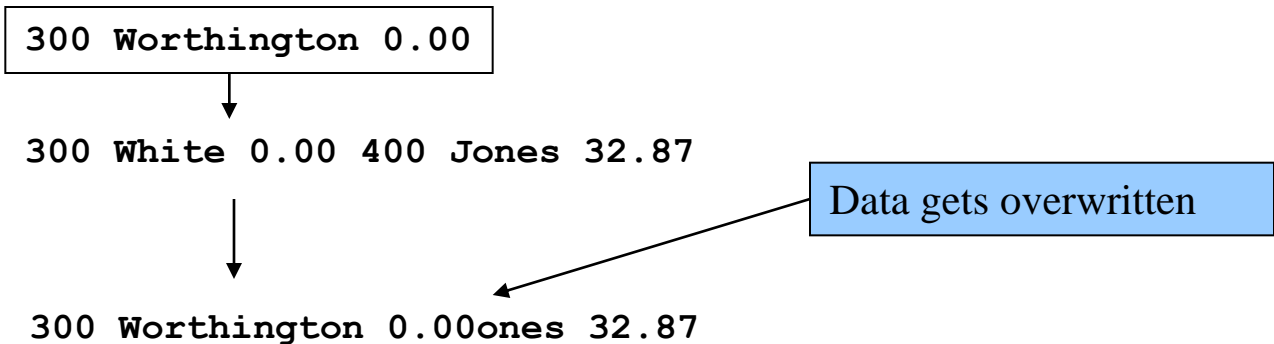 300 Worthington 0.00
300 White 0.00 400 Jones 32.87
Data gets overwritten
300 Worthington 0.00ones 32.87